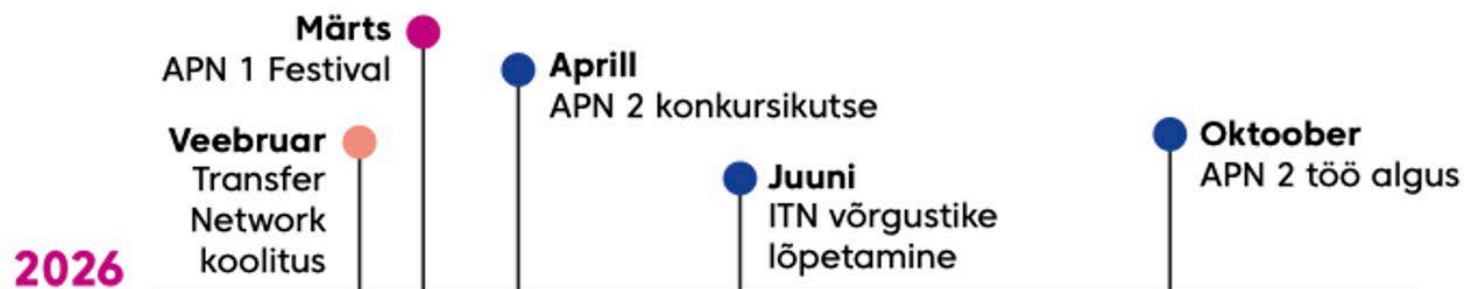 Märts
APN 1 Festival
Aprill
APN 2 konkursikutse
Veebruar
Transfer
Network
koolitus
Juuni
ITN võrgustike
lõpetamine
Oktoober
APN 2 töö algus
2026